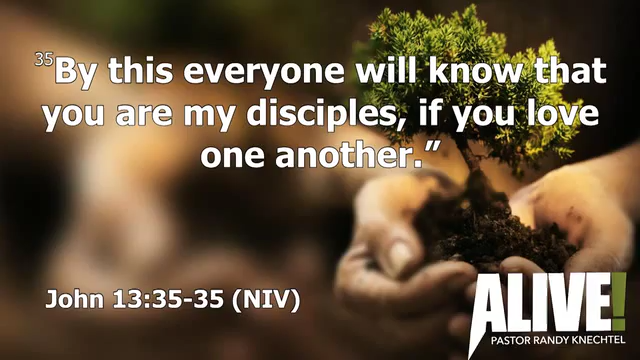 35By this everyone will know that
you are my disciples, if you love
one another.”
John 13:35-35 (NIV)
ALIVE!
PASTOR RANDY KNECHTEL